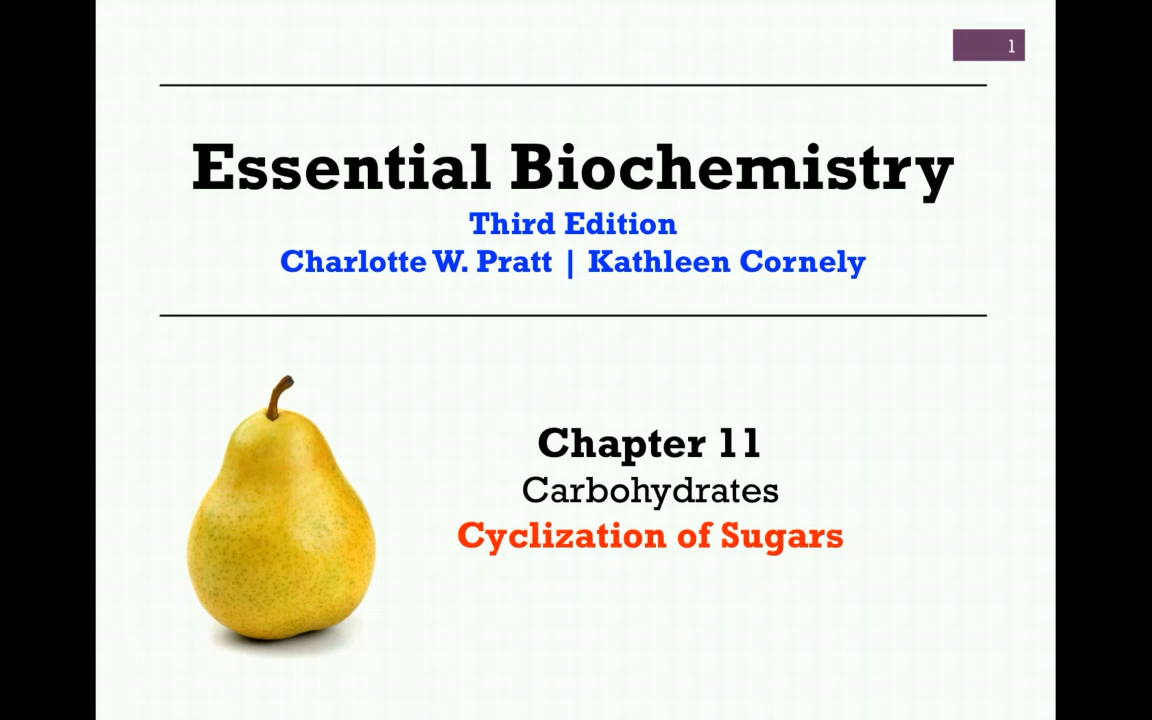 1
Essential Biochemistry
Third Edition
Charlotte W. Pratt | Kathleen Cornely
Chapter 11
Carbohydrates
Cyclization of Sugars